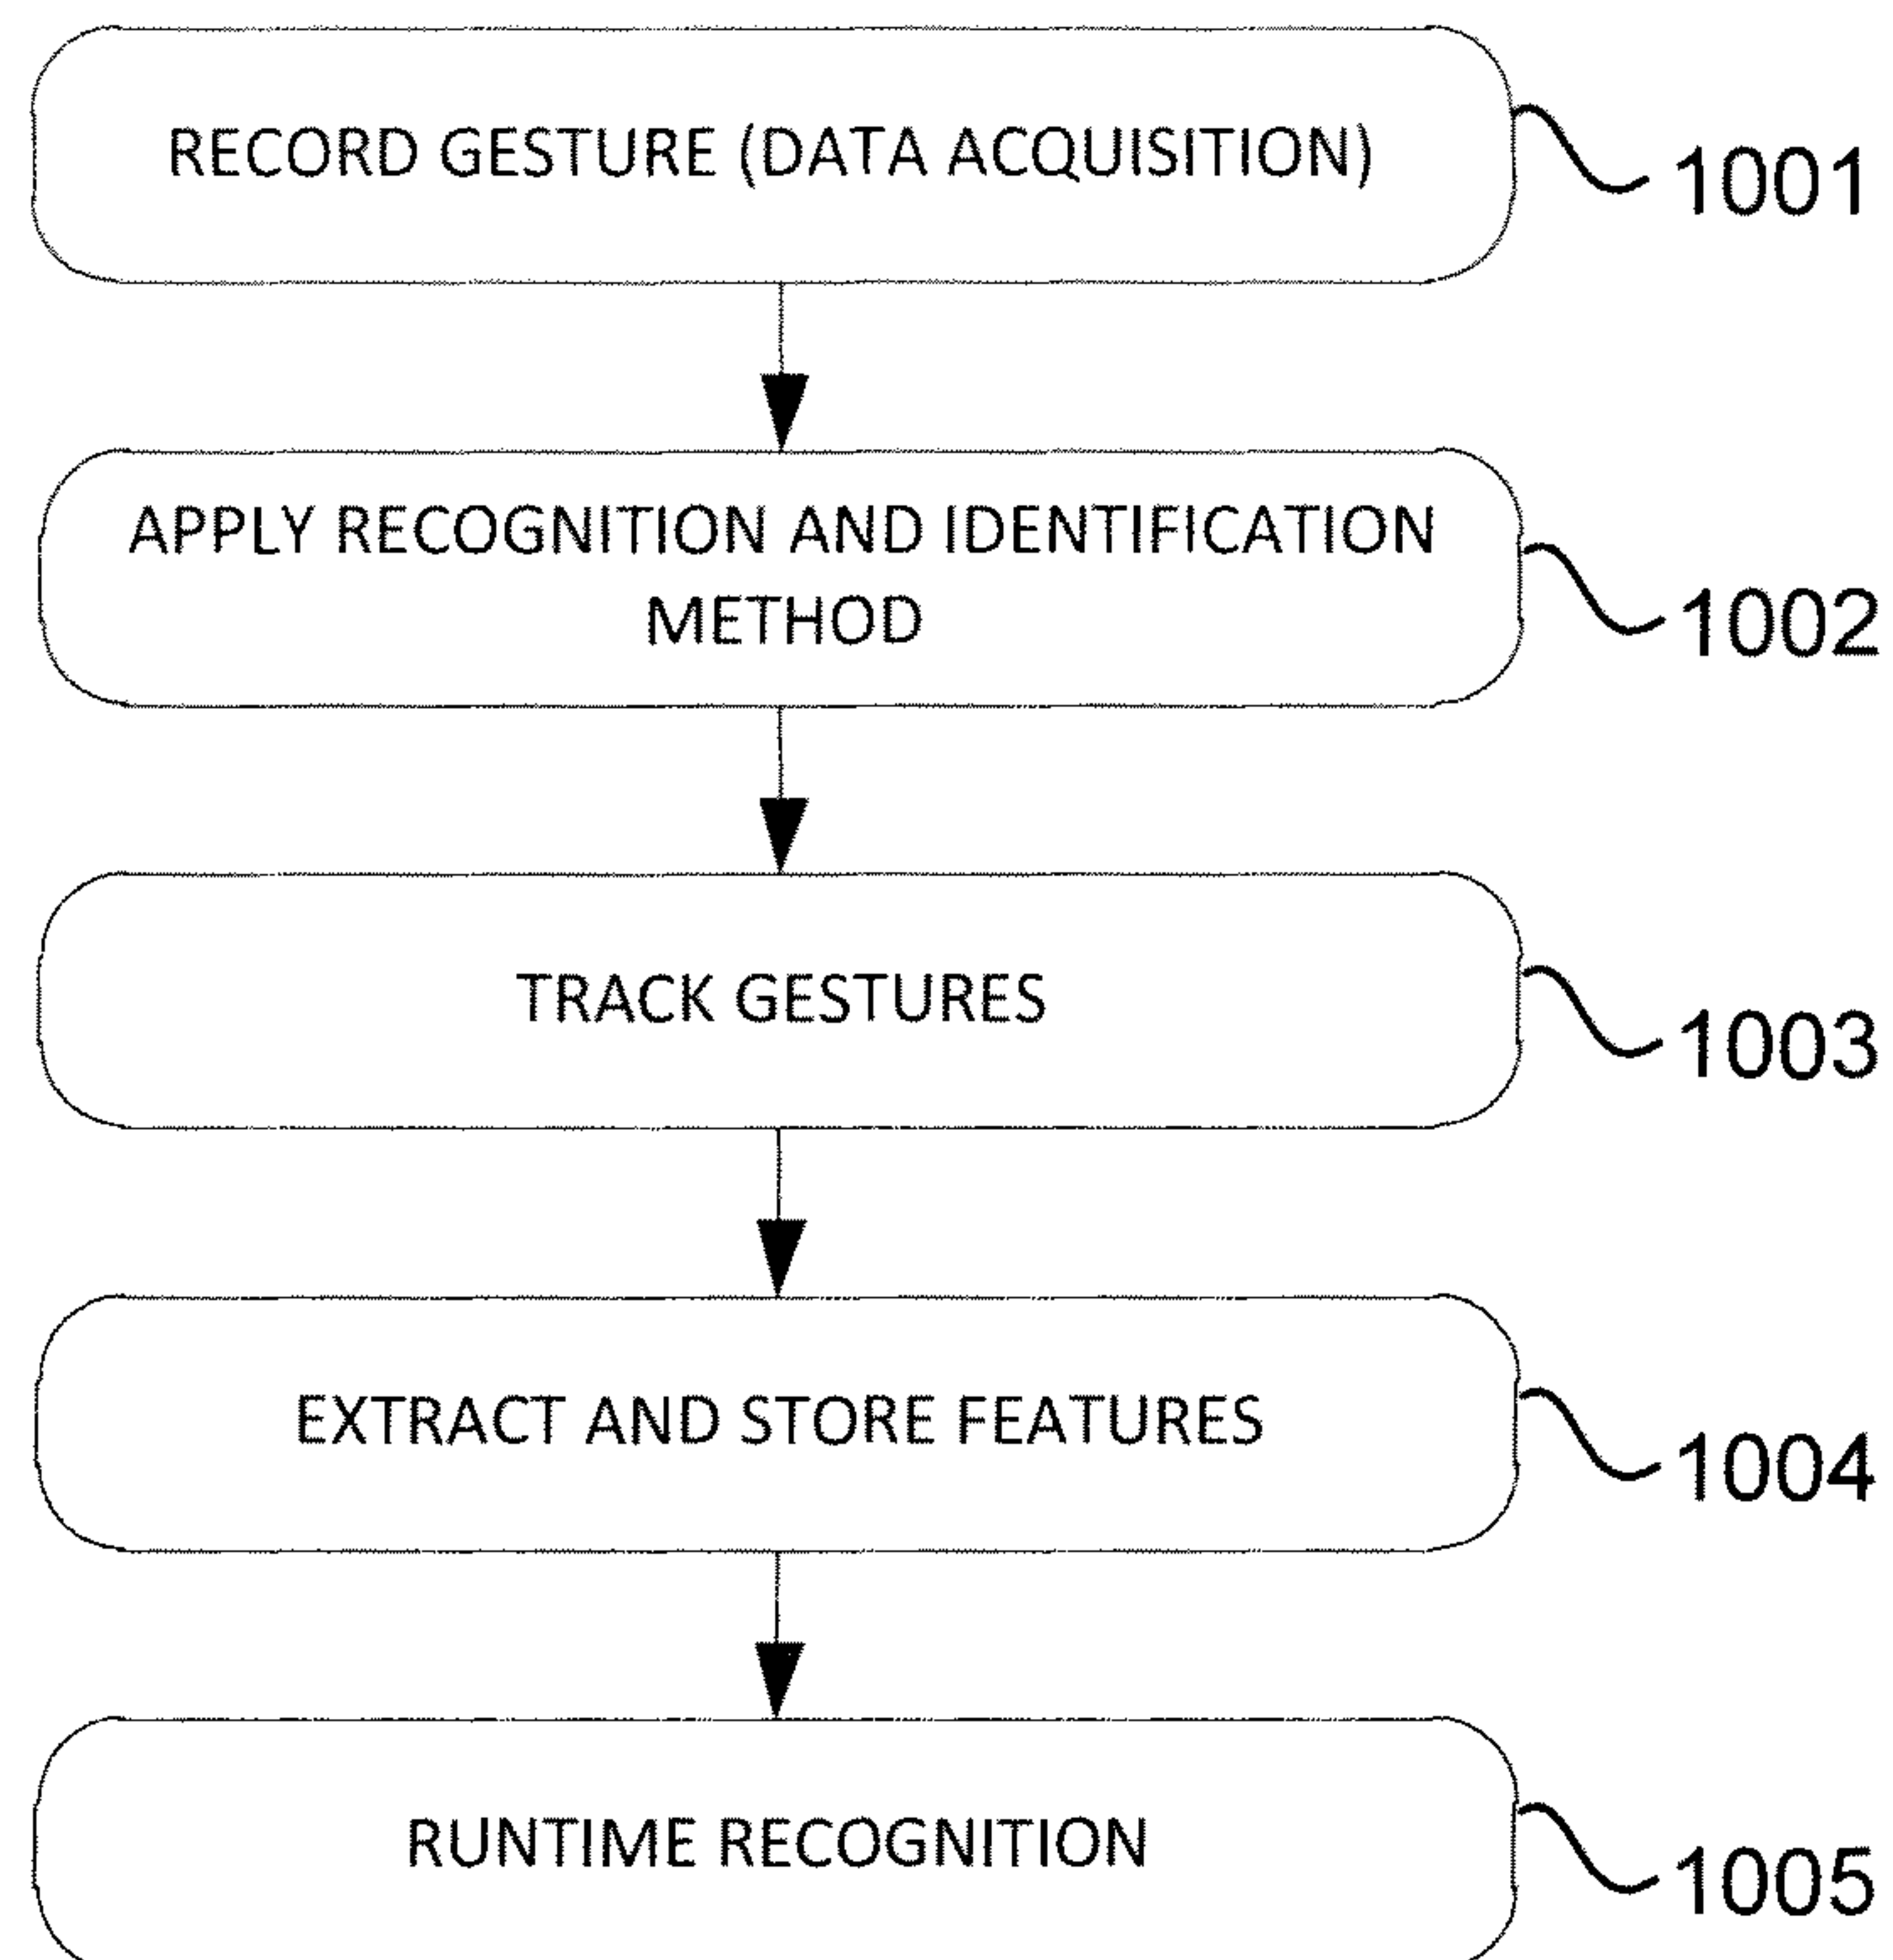 RECORD GESTURE (DATA ACQUISITION)
1001
APPLY RECOGNITION AND IDENTIFICATION
METHOD
1002
TRACK GESTURES
1003
EXTRACT AND STORE FEATURES
1004
RUNTIME RECOGNITION
1005